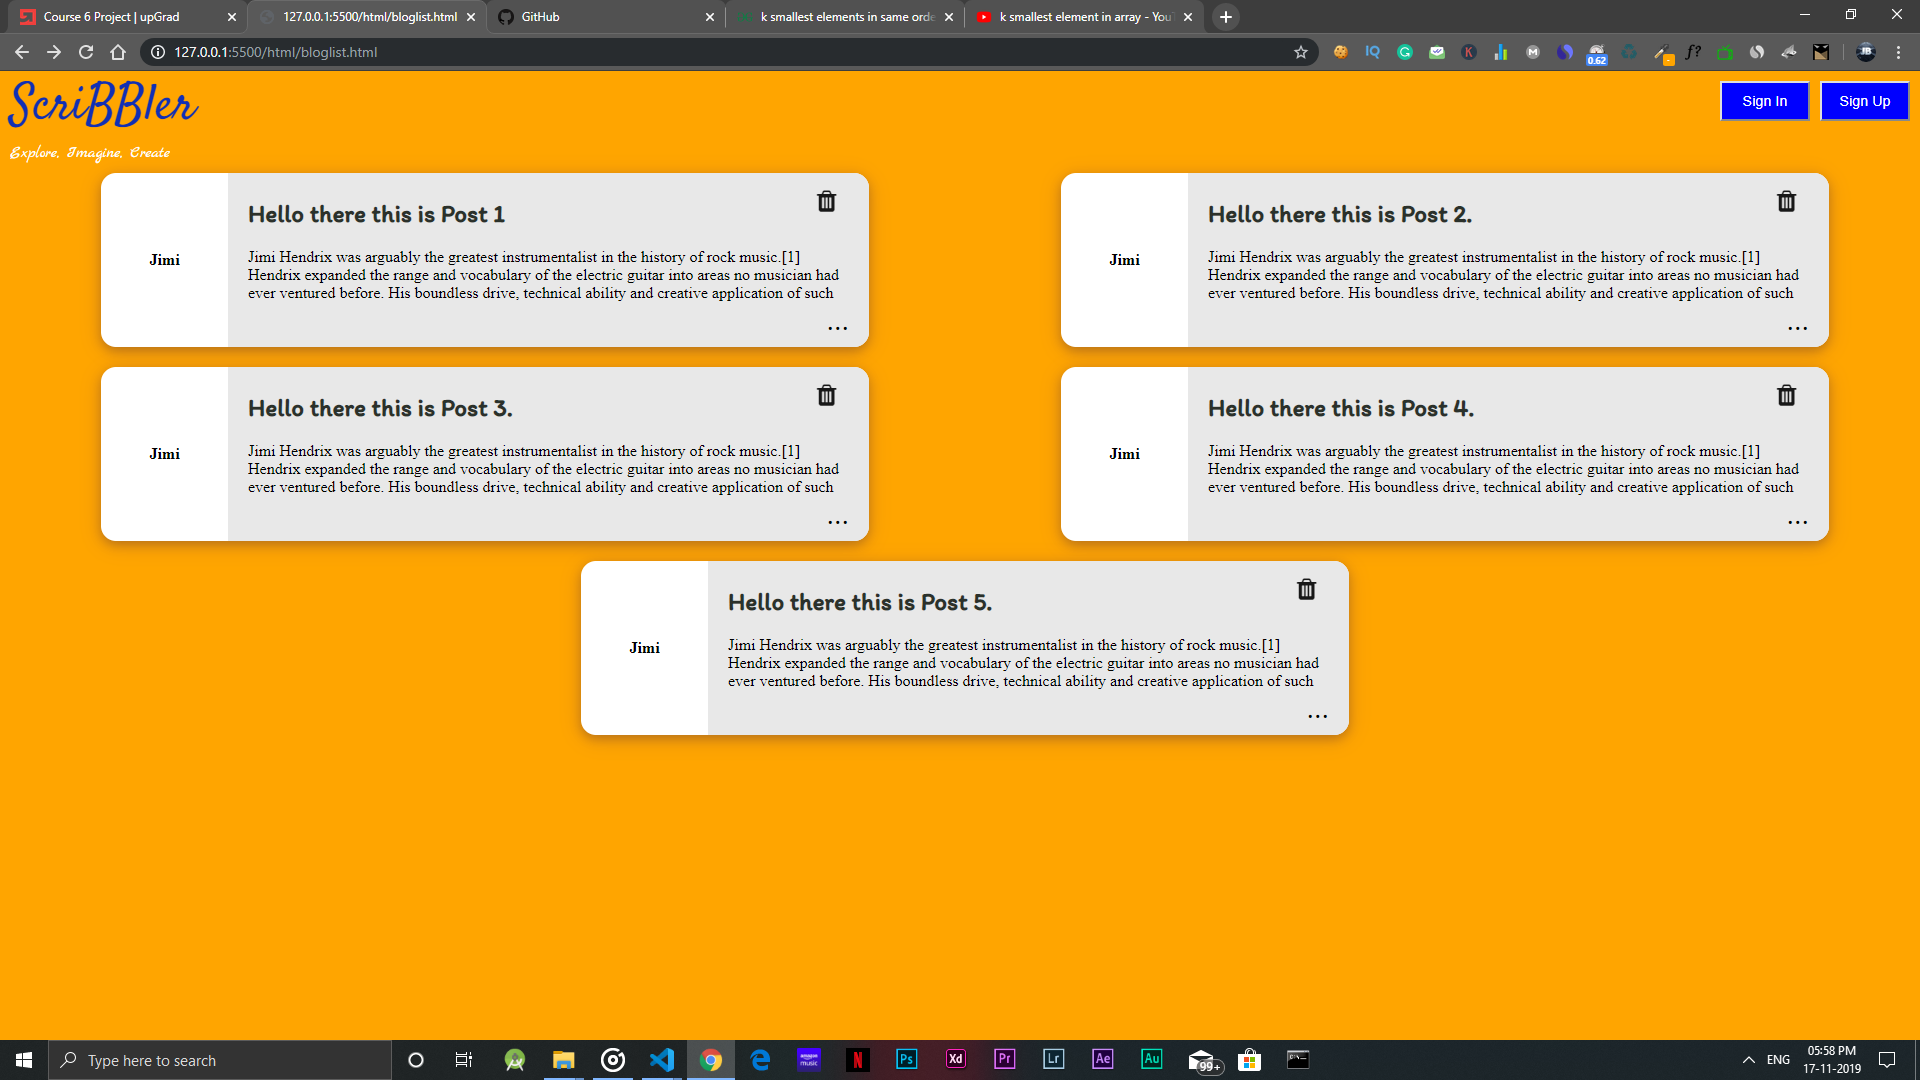 Course 6 Project | upGrad
127.0.0.1:5500/html/bloglist.html
GitHub
k smallest elements in same orde
k smallest element in array - YouT
127.0.0.1:5500/html/bloglist.html
IQ
0.62
f?
JB
ScriBBler
Sign In
Sign Up
Explore, Imagine, Create
Jimi
Hello there this is Post 1
Jimi Hendrix was arguably the greatest instrumentalist in the history of rock music.[1]
Hendrix expanded the range and vocabulary of the electric guitar into areas no musician had
ever ventured before. His boundless drive, technical ability and creative application of such
...
Jimi
Hello there this is Post 2.
Jimi Hendrix was arguably the greatest instrumentalist in the history of rock music.[1]
Hendrix expanded the range and vocabulary of the electric guitar into areas no musician had
ever ventured before. His boundless drive, technical ability and creative application of such
...
Jimi
Hello there this is Post 3.
Jimi Hendrix was arguably the greatest instrumentalist in the history of rock music.[1]
Hendrix expanded the range and vocabulary of the electric guitar into areas no musician had
ever ventured before. His boundless drive, technical ability and creative application of such
...
Jimi
Hello there this is Post 4.
Jimi Hendrix was arguably the greatest instrumentalist in the history of rock music.[1]
Hendrix expanded the range and vocabulary of the electric guitar into areas no musician had
ever ventured before. His boundless drive, technical ability and creative application of such
...
Jimi
Hello there this is Post 5.
Jimi Hendrix was arguably the greatest instrumentalist in the history of rock music.[1]
Hendrix expanded the range and vocabulary of the electric guitar into areas no musician had
ever ventured before. His boundless drive, technical ability and creative application of such
...
Type here to search
amazon music
N
Ps
Xd
Pr
Lr
Ae
Au
99+
ENG
05:58 PM
17-11-2019